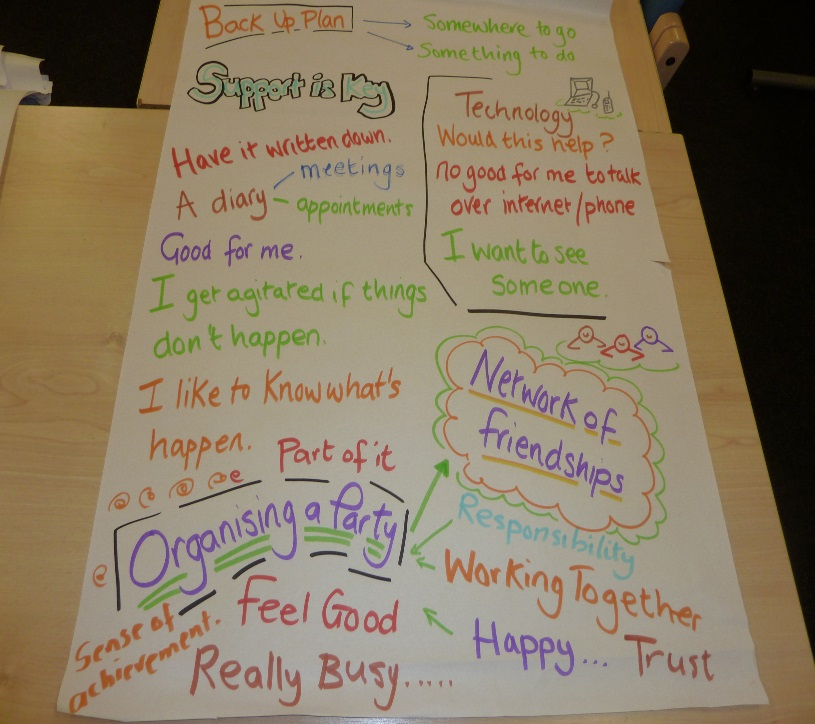 Back Up Plan
Somewhere to go
Something to do
Support is Key
Have it written down.
A diary
meetings
appointments
Good for me.
I get agitared if things
don't happen.
I like to Know what's
happen.
Technology
Would this help?
no good for me to talk
over internet/phone
I want to see
Someone.
Network of
friendships
Part of it
Organising a Party
Responsibility
Working Together
Feel Good
Happy... Trust
Sense of
achievement.
Really Busy.....